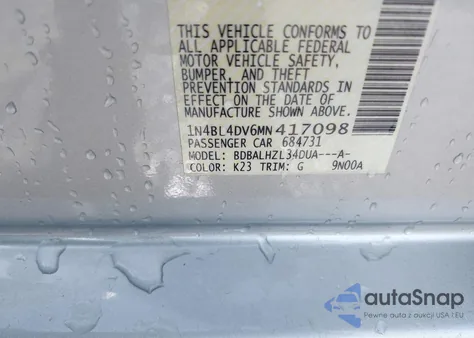 THIS VEHICLE CONFORMS TO
ALL APPLICABLE FEDERAL
MOTOR VEHICLE SAFETY,
BUMPER, AND THEFT
PREVENTION STANDARDS IN
EFFECT ON THE DATE OF
MANUFACTURE SHOWN ABOVE.
1N4BL4DV6MN417098
PASSENGER CAR 684731
MODEL: BDBALHZL34DUA---A-
COLOR: K23 TRIM: G 9N00A
autoSnap
Pewne auta z aukcji USA i EU